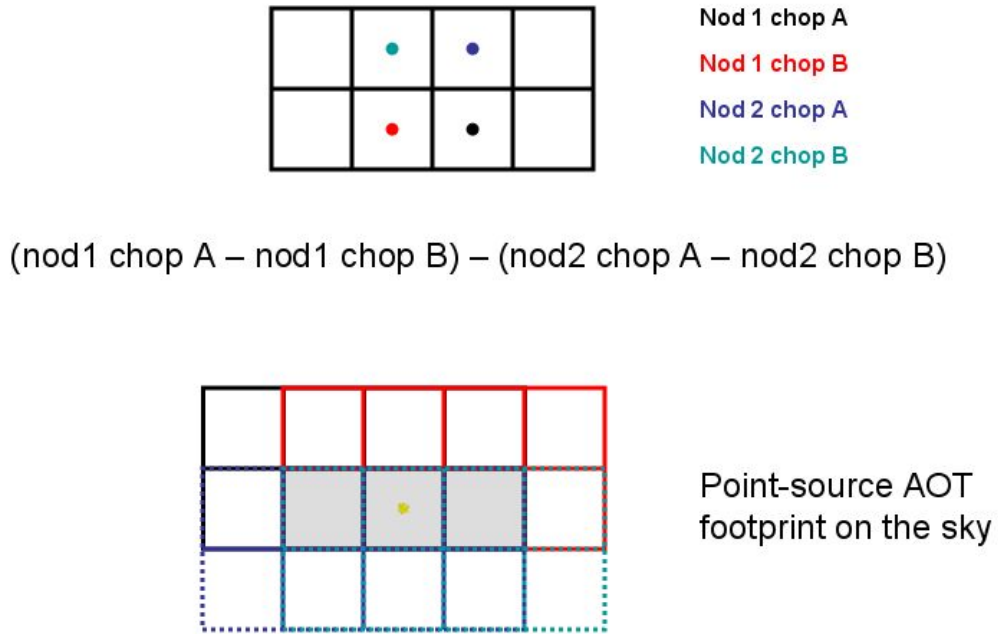 Nod 1 chop A
Nod 1 chop B
Nod 2 chop A
Nod 2 chop B
(nod1 chop A – nod1 chop B) – (nod2 chop A – nod2 chop B)
Point-source AOT
footprint on the sky